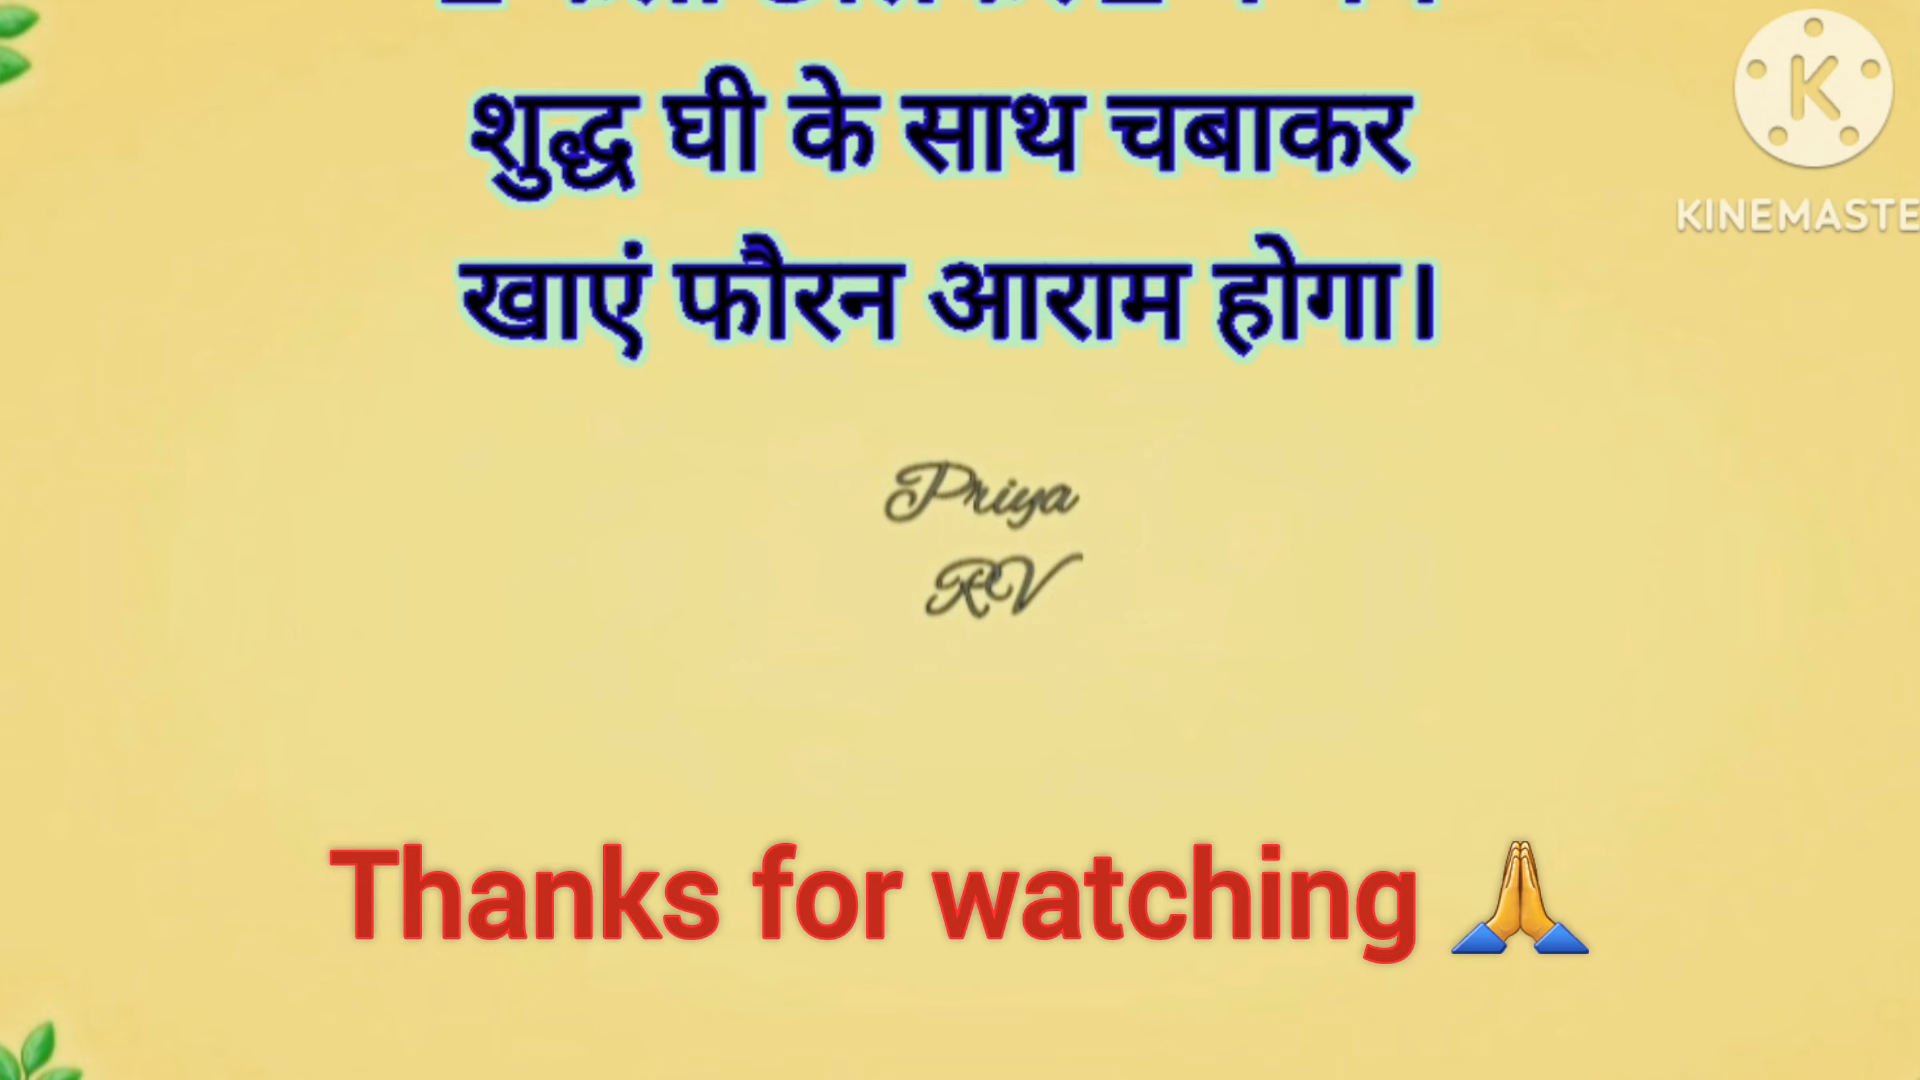 शुद्ध घी के साथ चबाकर
खाएं फौरन आराम होगा।
Priya
RV
Thanks for watching 🙏
K
KINEMASTE